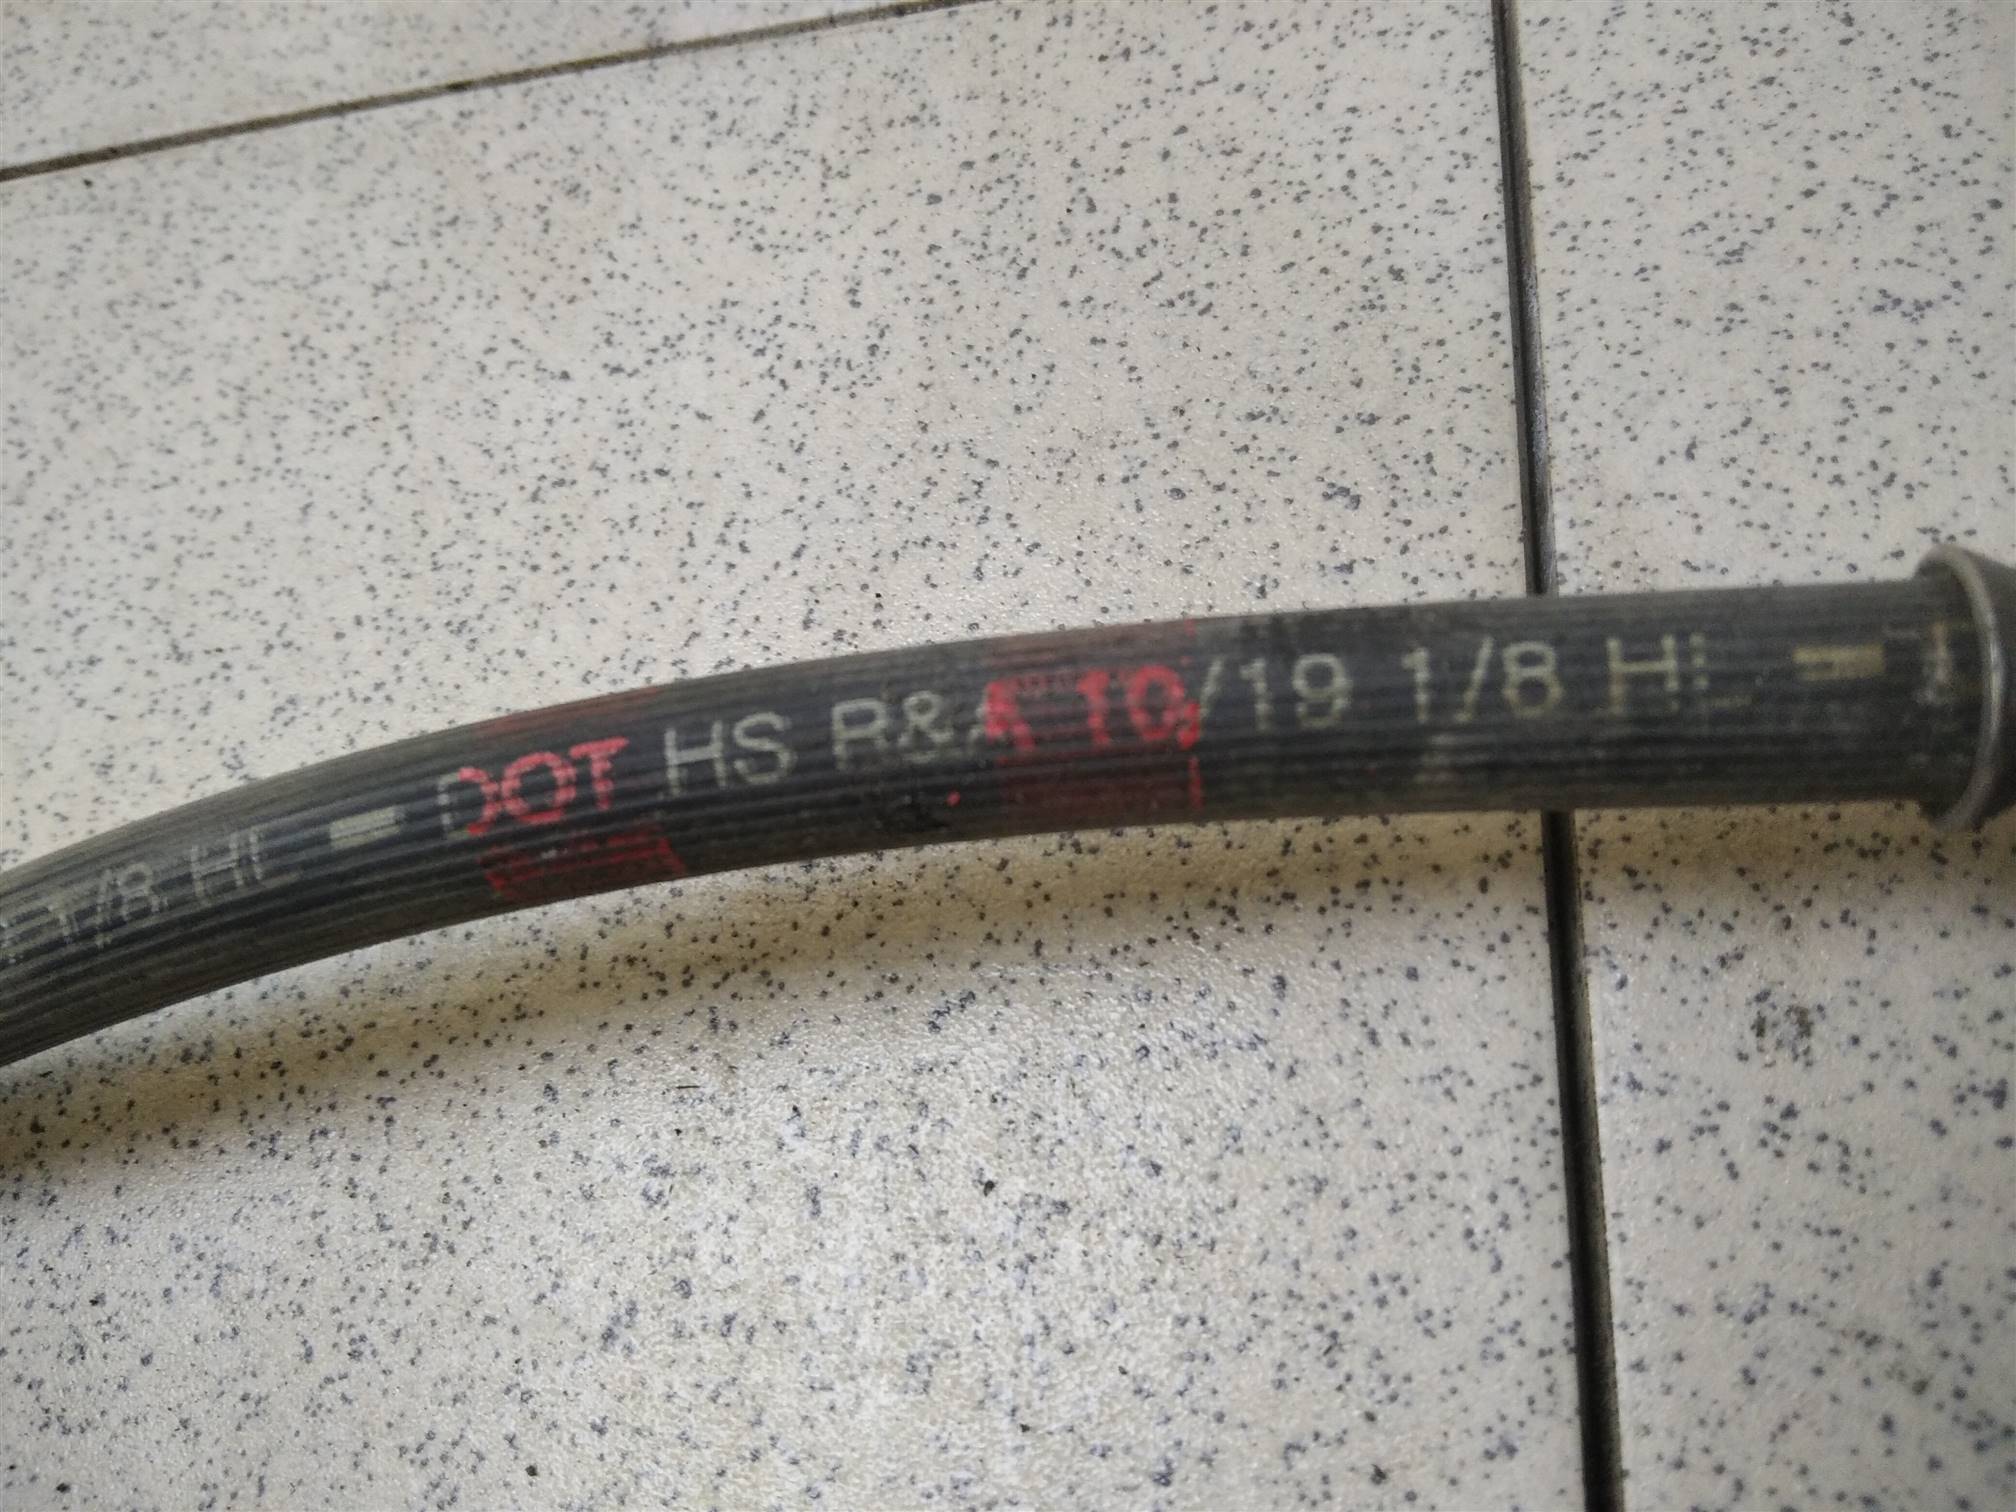 1/8 HL — DOT HS R&A 10/19 1/8 HL —